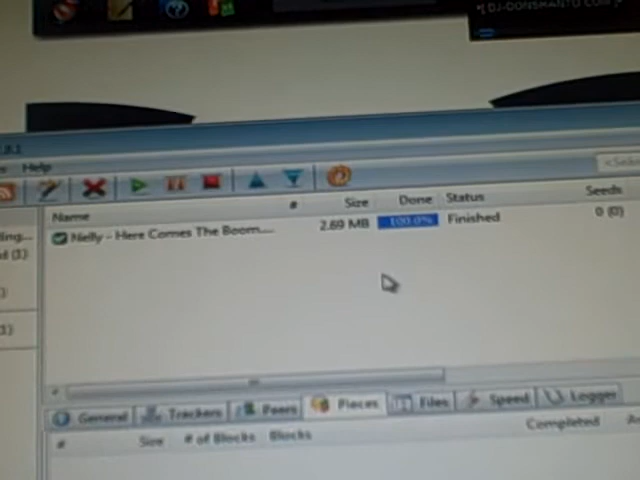 Help
Name # Size Done Status Seeds
Nelly - Here Comes The Boom.... 2.69 MB 100.0% Finished 0 (0)
General Trackers Peers Pieces Files Speed Logger
# Size # of Blocks Blocks Completed